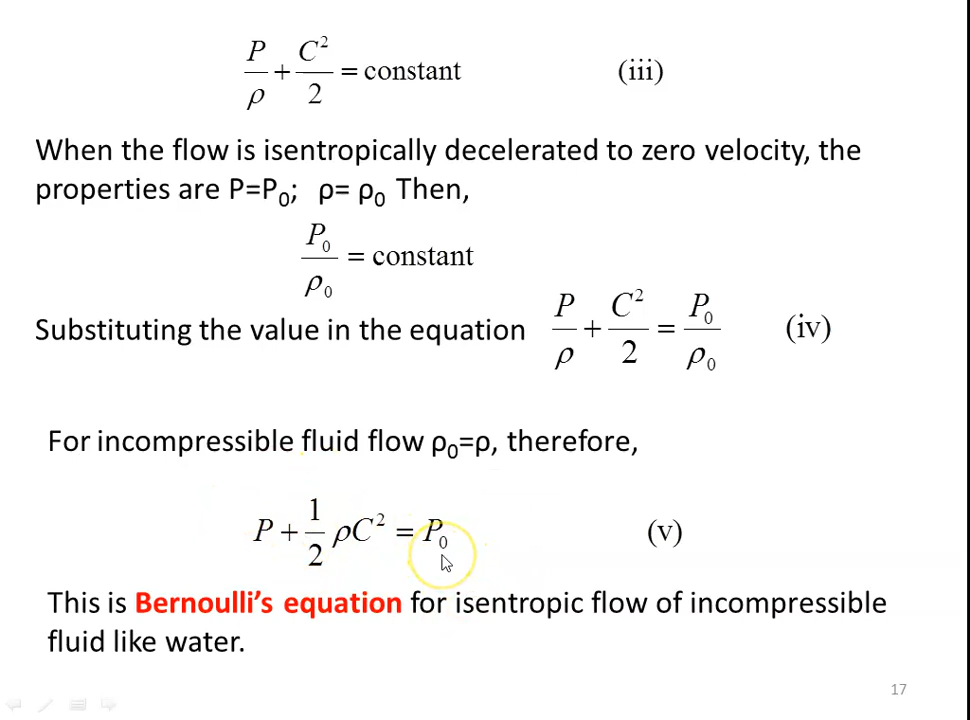 P/ρ + C²/2 = constant (iii)
When the flow is isentropically decelerated to zero velocity, the
properties are P=P₀; ρ= ρ₀ Then,
P₀/ρ₀ = constant
Substituting the value in the equation P/ρ + C²/2 = P₀/ρ₀ (iv)
For incompressible fluid flow ρ₀=ρ, therefore,
P + 1/2 ρC² = P₀ (v)
This is Bernoulli’s equation for isentropic flow of incompressible
fluid like water.
17